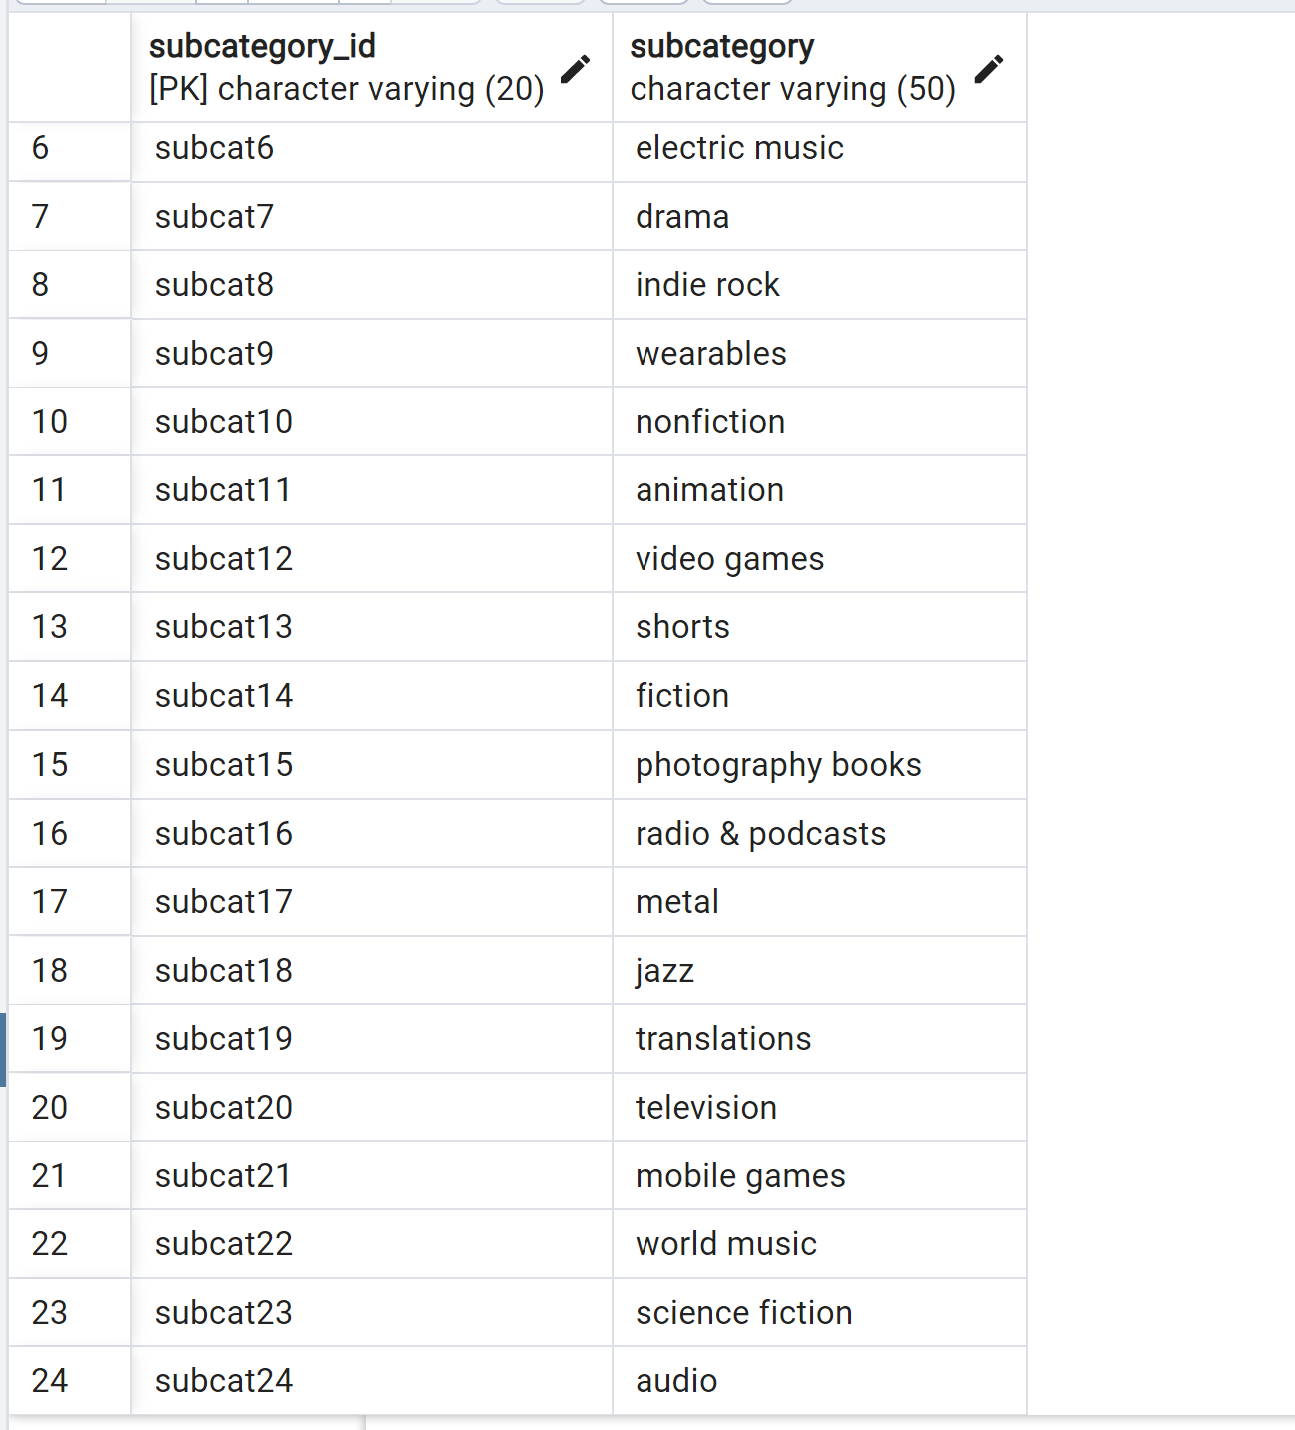 subcategory_id subcategory
[PK] character varying (20) character varying (50)
6 subcat6 electric music
7 subcat7 drama
8 subcat8 indie rock
9 subcat9 wearables
10 subcat10 nonfiction
11 subcat11 animation
12 subcat12 video games
13 subcat13 shorts
14 subcat14 fiction
15 subcat15 photography books
16 subcat16 radio & podcasts
17 subcat17 metal
18 subcat18 jazz
19 subcat19 translations
20 subcat20 television
21 subcat21 mobile games
22 subcat22 world music
23 subcat23 science fiction
24 subcat24 audio